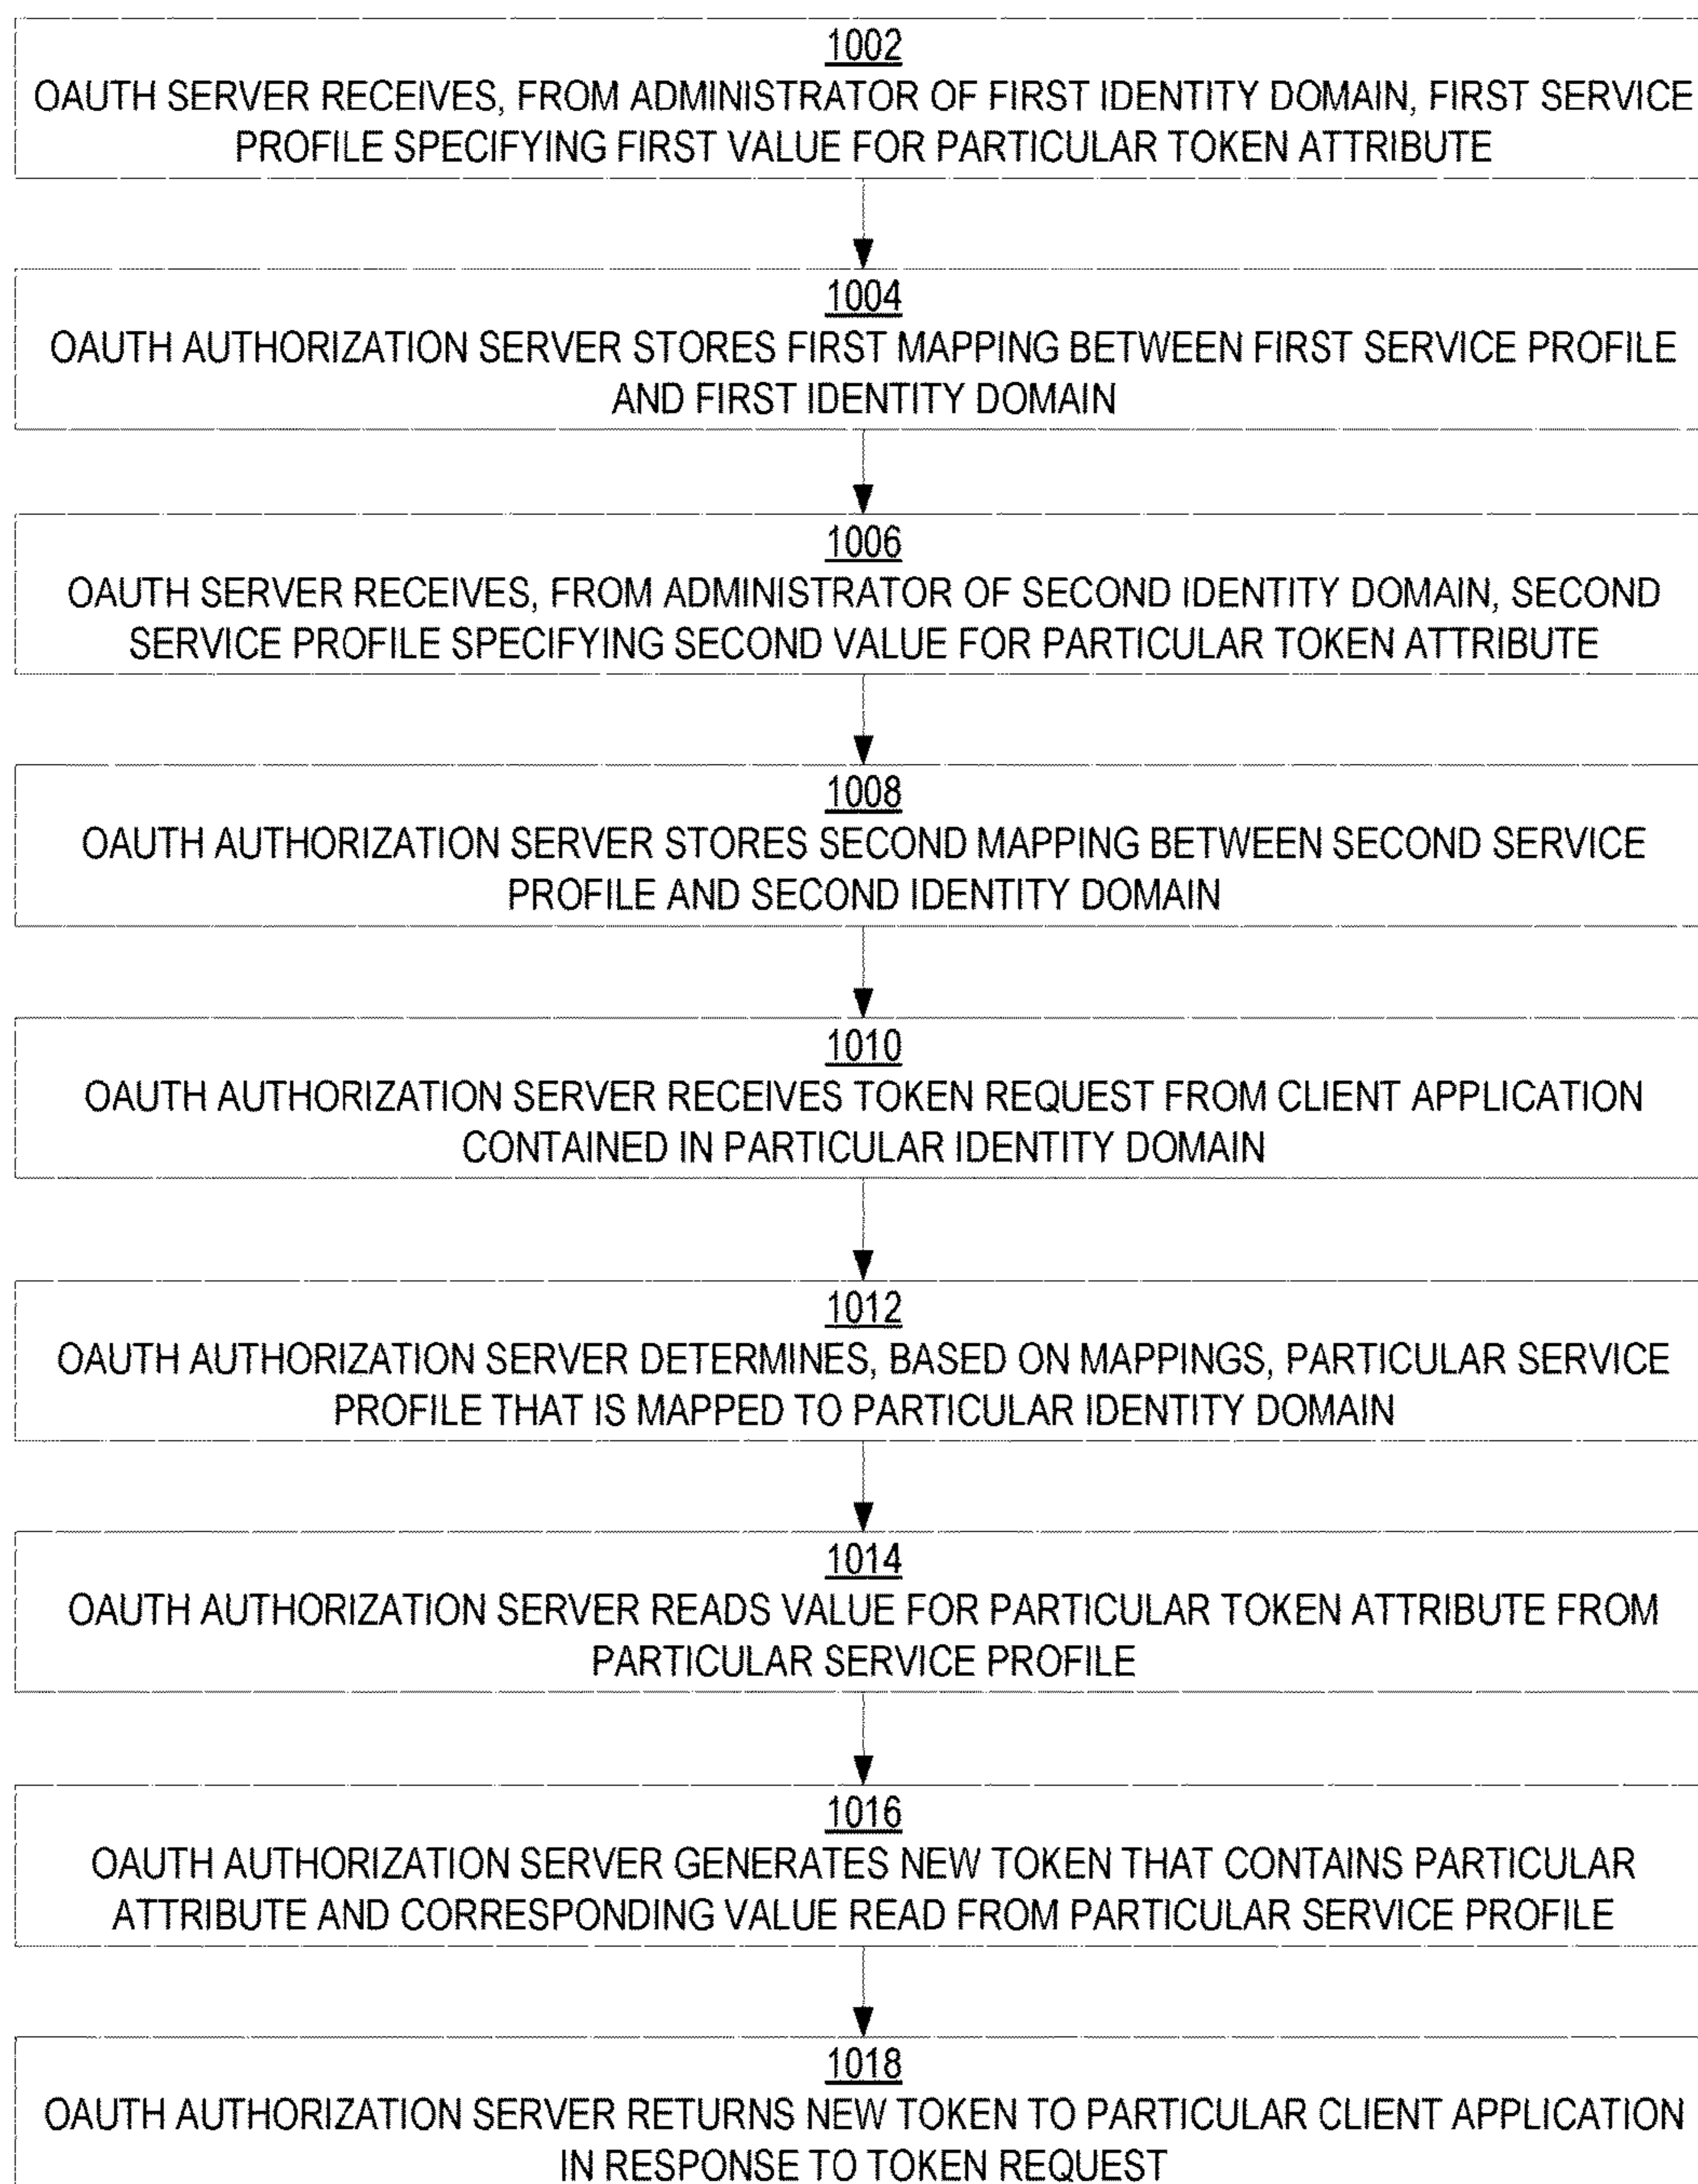 1002
OAUTH SERVER RECEIVES, FROM ADMINISTRATOR OF FIRST IDENTITY DOMAIN, FIRST SERVICE
PROFILE SPECIFYING FIRST VALUE FOR PARTICULAR TOKEN ATTRIBUTE
1004
OAUTH AUTHORIZATION SERVER STORES FIRST MAPPING BETWEEN FIRST SERVICE PROFILE
AND FIRST IDENTITY DOMAIN
1006
OAUTH SERVER RECEIVES, FROM ADMINISTRATOR OF SECOND IDENTITY DOMAIN, SECOND
SERVICE PROFILE SPECIFYING SECOND VALUE FOR PARTICULAR TOKEN ATTRIBUTE
1008
OAUTH AUTHORIZATION SERVER STORES SECOND MAPPING BETWEEN SECOND SERVICE
PROFILE AND SECOND IDENTITY DOMAIN
1010
OAUTH AUTHORIZATION SERVER RECEIVES TOKEN REQUEST FROM CLIENT APPLICATION
CONTAINED IN PARTICULAR IDENTITY DOMAIN
1012
OAUTH AUTHORIZATION SERVER DETERMINES, BASED ON MAPPINGS, PARTICULAR SERVICE
PROFILE THAT IS MAPPED TO PARTICULAR IDENTITY DOMAIN
1014
OAUTH AUTHORIZATION SERVER READS VALUE FOR PARTICULAR TOKEN ATTRIBUTE FROM
PARTICULAR SERVICE PROFILE
1016
OAUTH AUTHORIZATION SERVER GENERATES NEW TOKEN THAT CONTAINS PARTICULAR
ATTRIBUTE AND CORRESPONDING VALUE READ FROM PARTICULAR SERVICE PROFILE
1018
OAUTH AUTHORIZATION SERVER RETURNS NEW TOKEN TO PARTICULAR CLIENT APPLICATION
IN RESPONSE TO TOKEN REQUEST